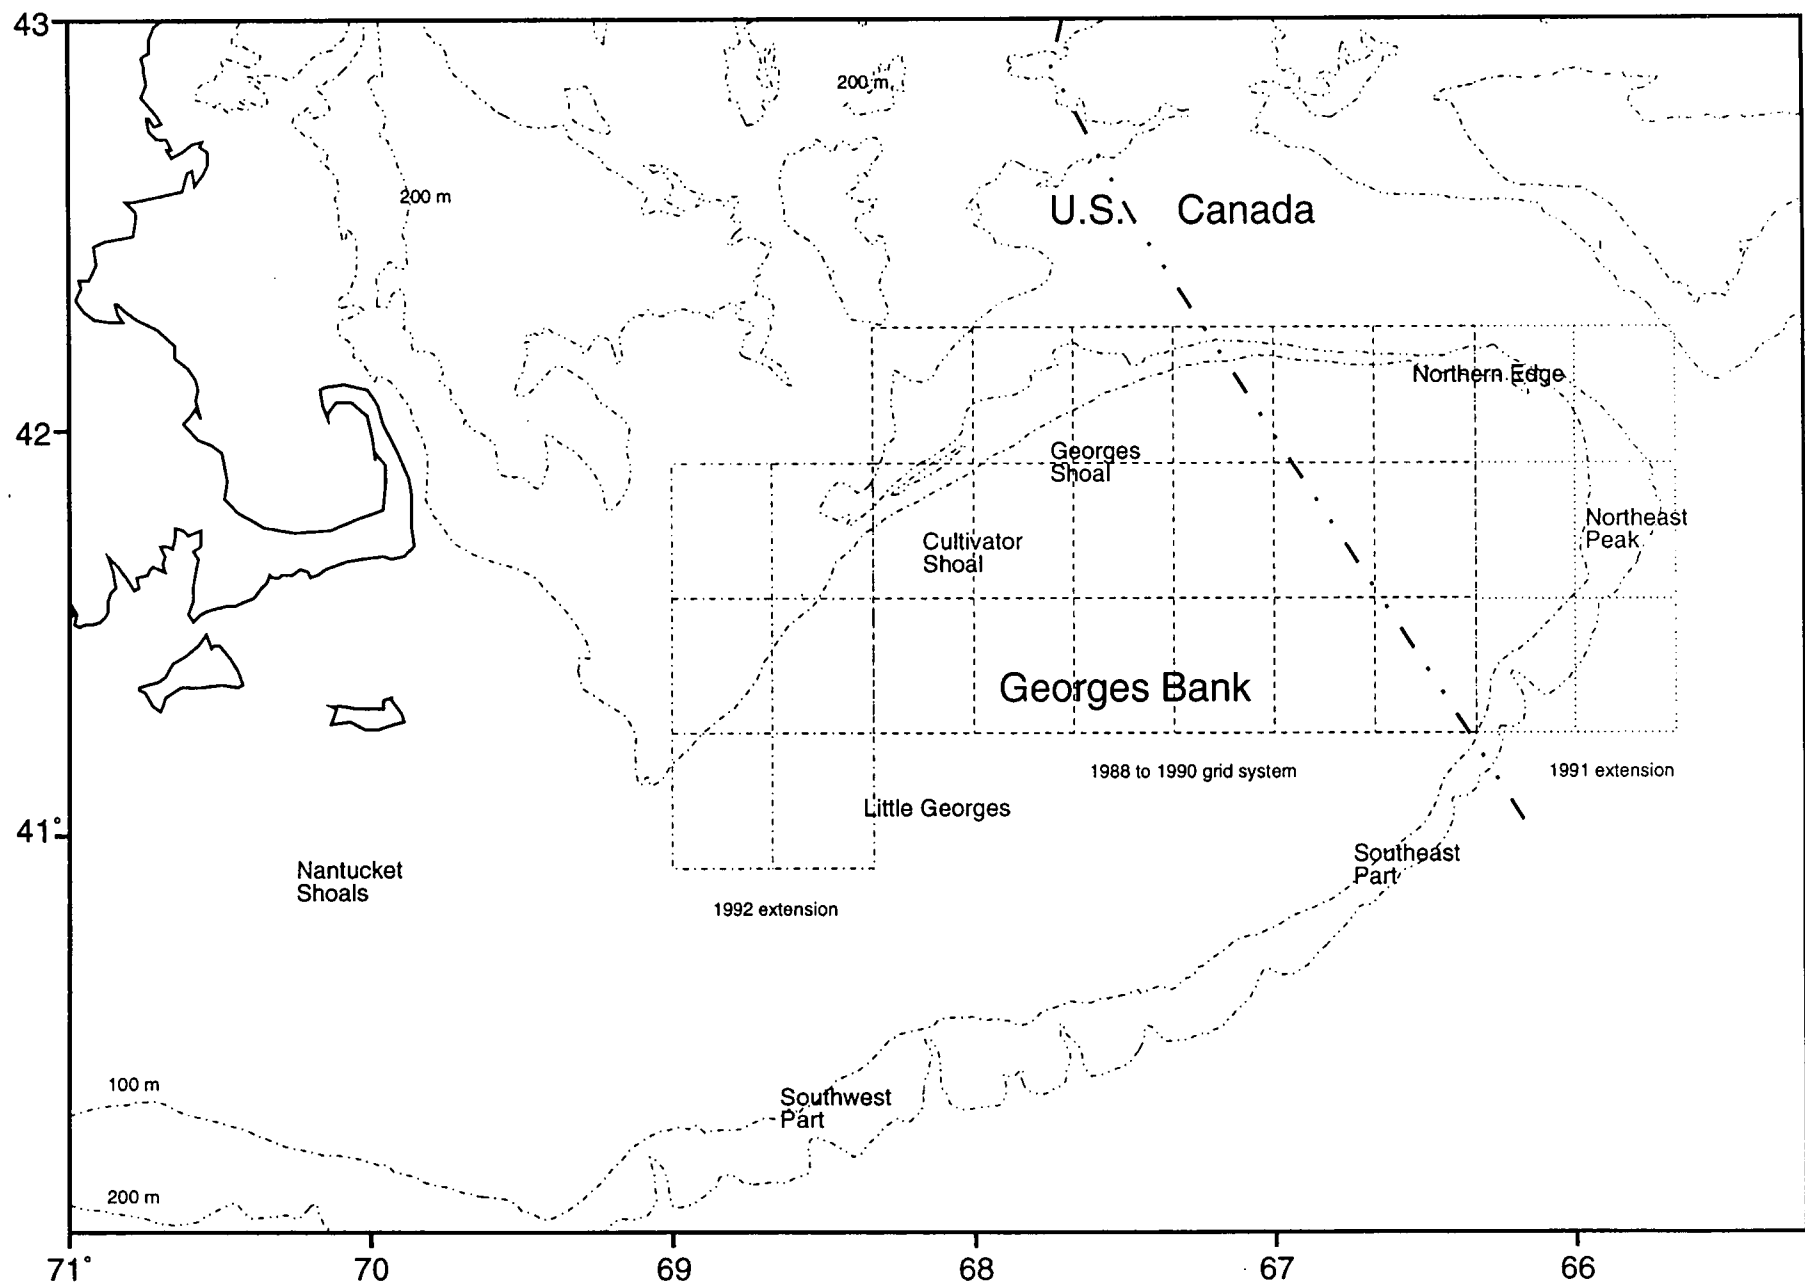 43
200 m
200 m
U.S. Canada
Northern Edge
42
Georges
Shoal
Northeast
Peak
Cultivator
Shoal
Georges Bank
1988 to 1990 grid system
1991 extension
Little Georges
41°
Southeast
Part
Nantucket
Shoals
1992 extension
100 m
Southwest
Part
200 m
71°
70
69
68
67
66